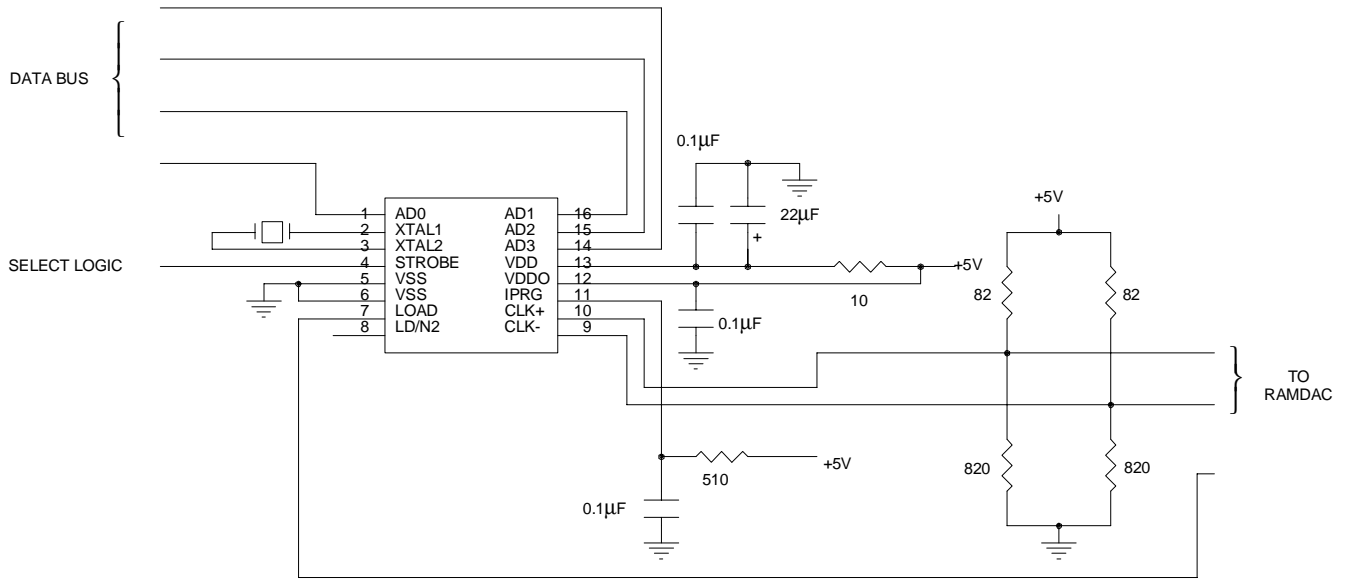 DATA BUS
0.1µF
22µF
+
+5V
1 AD0 AD1 16
2 XTAL1 AD2 15
3 XTAL2 AD3 14
SELECT LOGIC
4 STROBE VDD 13
+5V
5 VSS VDDO 12
10
82
82
6 VSS IPRG 11
7 LOAD CLK+ 10
0.1µF
8 LD/N2 CLK- 9
TO
RAMDAC
510
+5V
820
820
0.1µF